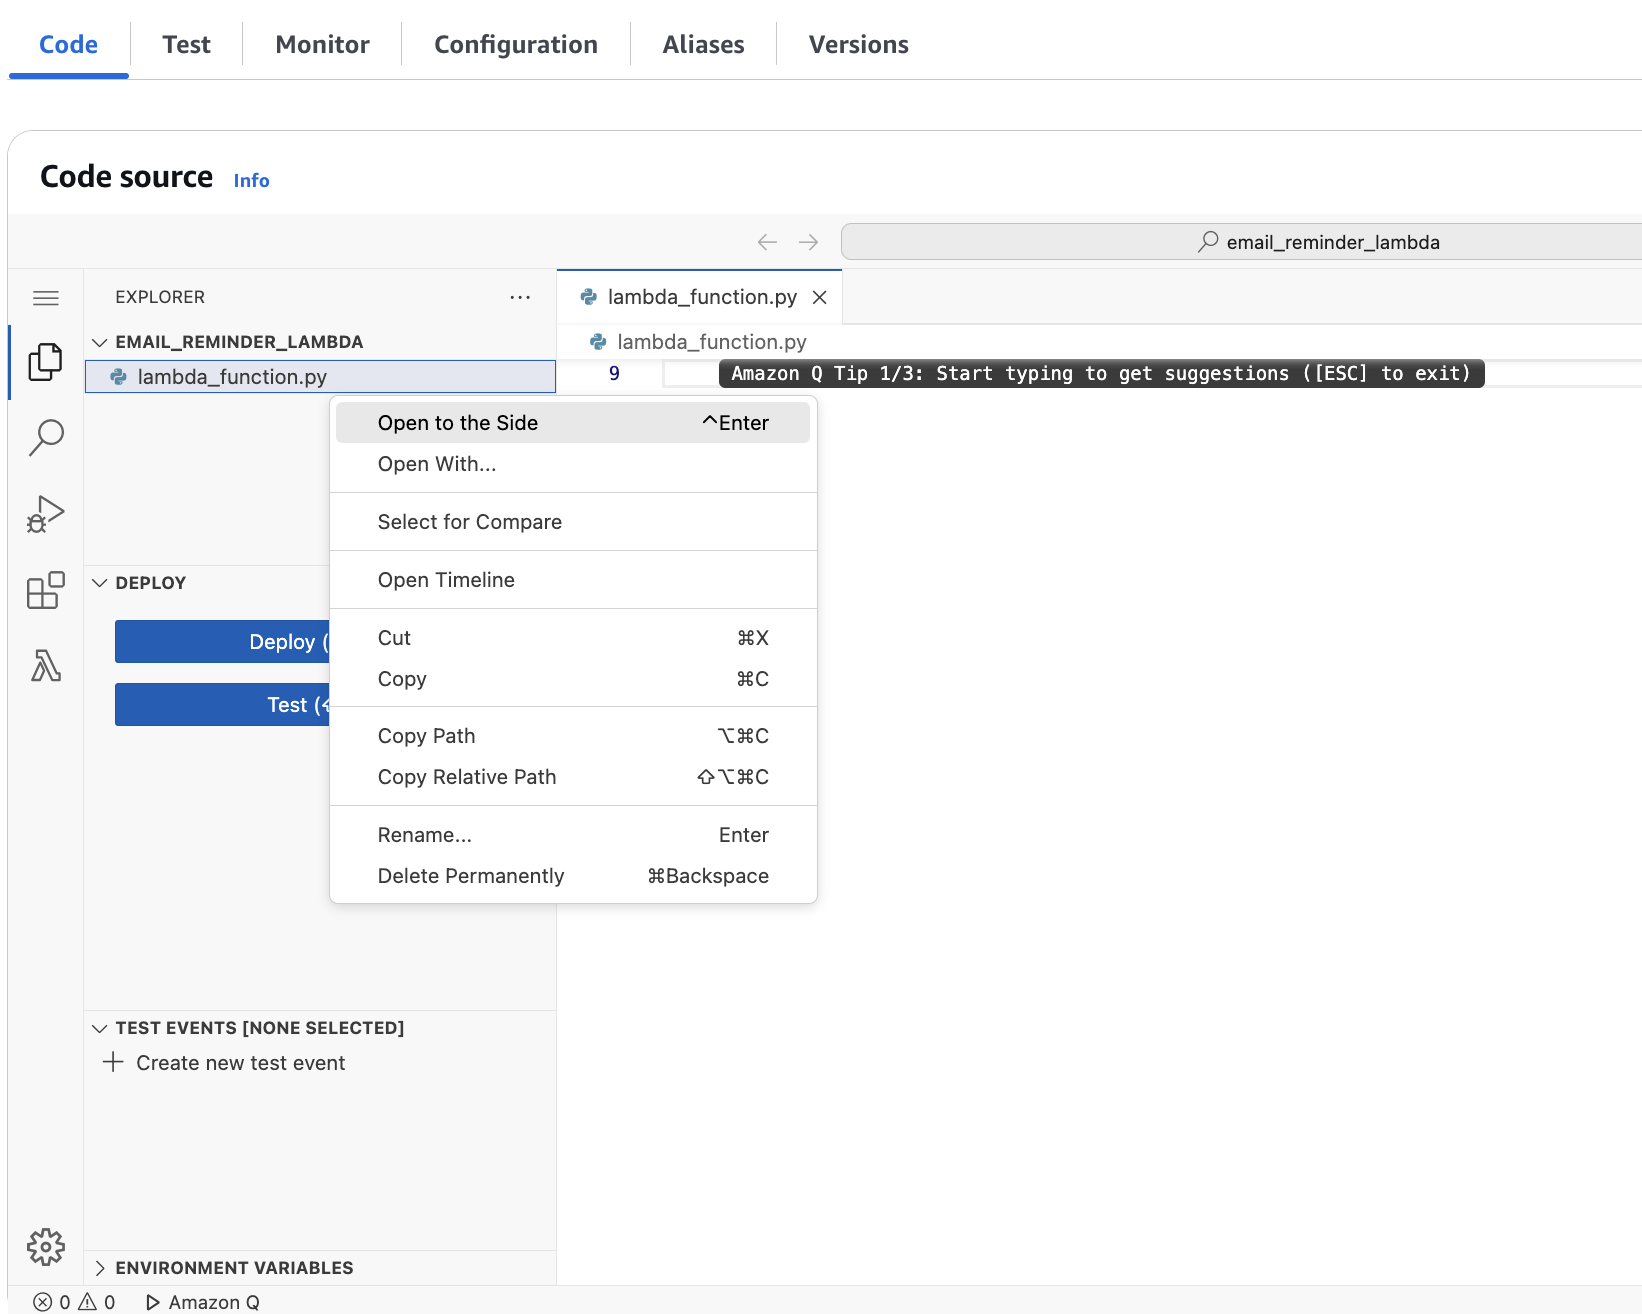 Code Test Monitor Configuration Aliases Versions
Code source Info
email_reminder_lambda
EXPLORER
lambda_function.py
EMAIL_REMINDER_LAMBDA
lambda_function.py
lambda_function.py
9
Amazon Q Tip 1/3: Start typing to get suggestions ([ESC] to exit)
Open to the Side ^Enter
Open With...
Select for Compare
Open Timeline
Cut ⌘X
Copy ⌘C
Copy Path ⌥⌘C
Copy Relative Path ⇧⌥⌘C
Rename... Enter
Delete Permanently ⌘Backspace
DEPLOY
Deploy (
Test (
TEST EVENTS [NONE SELECTED]
Create new test event
ENVIRONMENT VARIABLES
0 0 Amazon Q